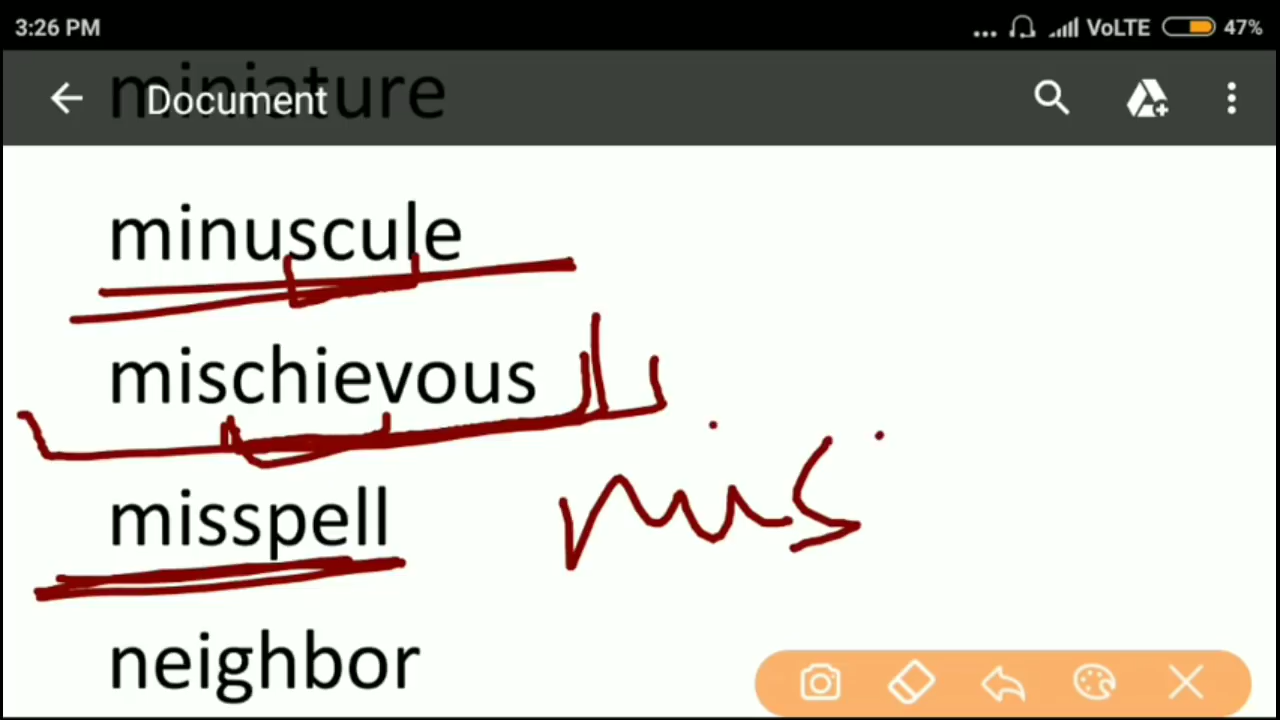 3:26 PM ... VoLTE 47%
miniature
Document
minuscule
mischievous
misspell
mis
neighbor